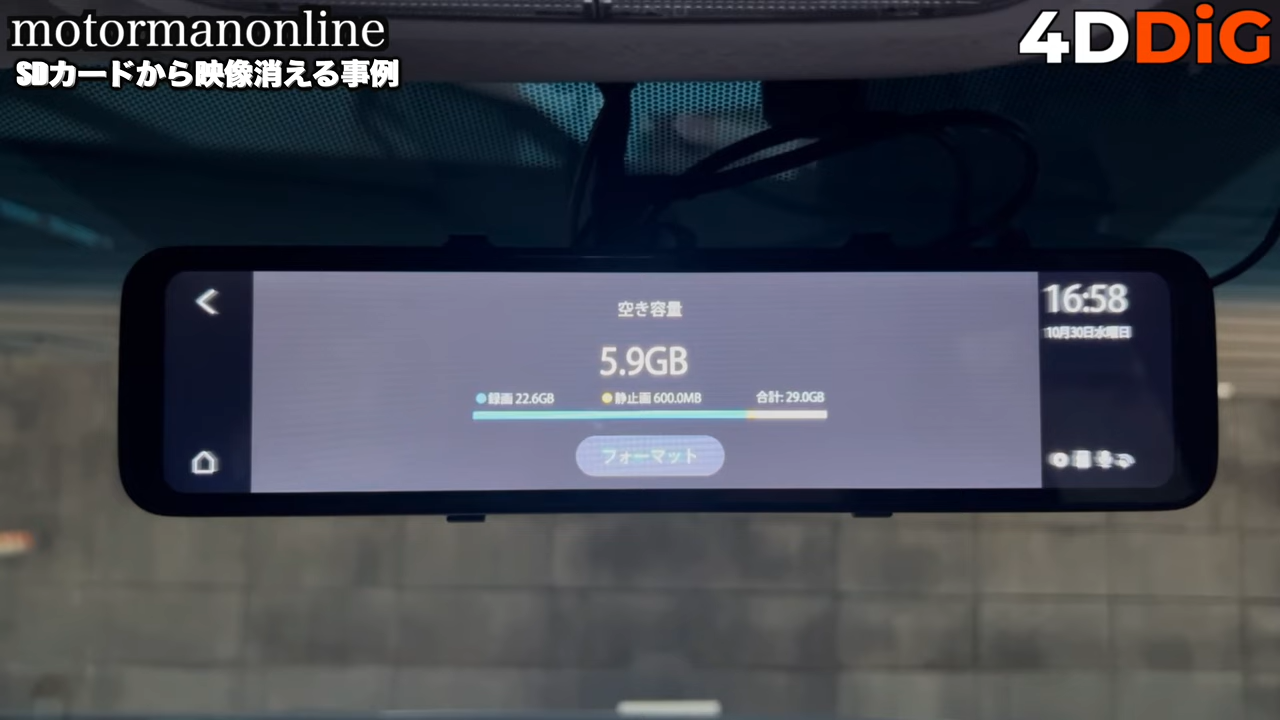 motormanonline
SDカードから映像消える事例
4DDiG
空き容量
5.9GB
録画 22.6GB
静止画 600.0MB
合計: 29.0GB
フォーマット
16:58
10月30日水曜日